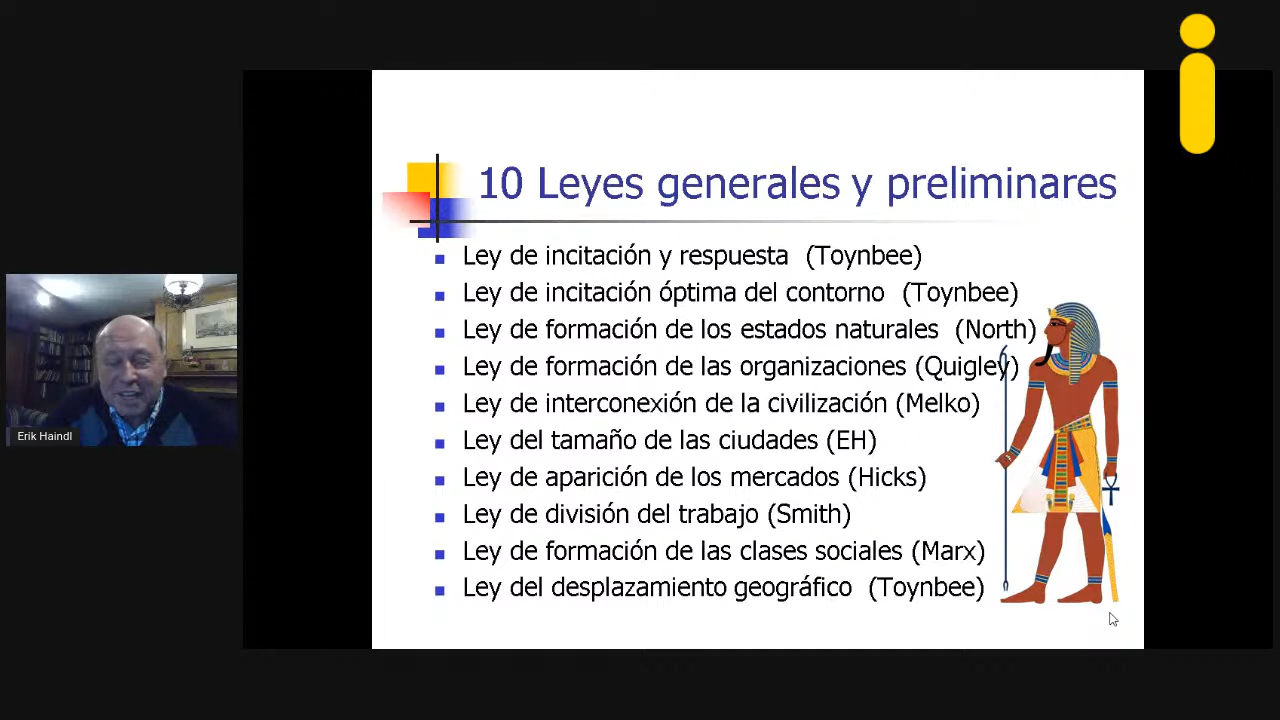 10 Leyes generales y preliminares
Ley de incitación y respuesta (Toynbee)
Ley de incitación óptima del contorno (Toynbee)
Ley de formación de los estados naturales (North)
Ley de formación de las organizaciones (Quigley)
Ley de interconexión de la civilización (Melko)
Ley del tamaño de las ciudades (EH)
Ley de aparición de los mercados (Hicks)
Ley de división del trabajo (Smith)
Ley de formación de las clases sociales (Marx)
Ley del desplazamiento geográfico (Toynbee)
Erik Haindl